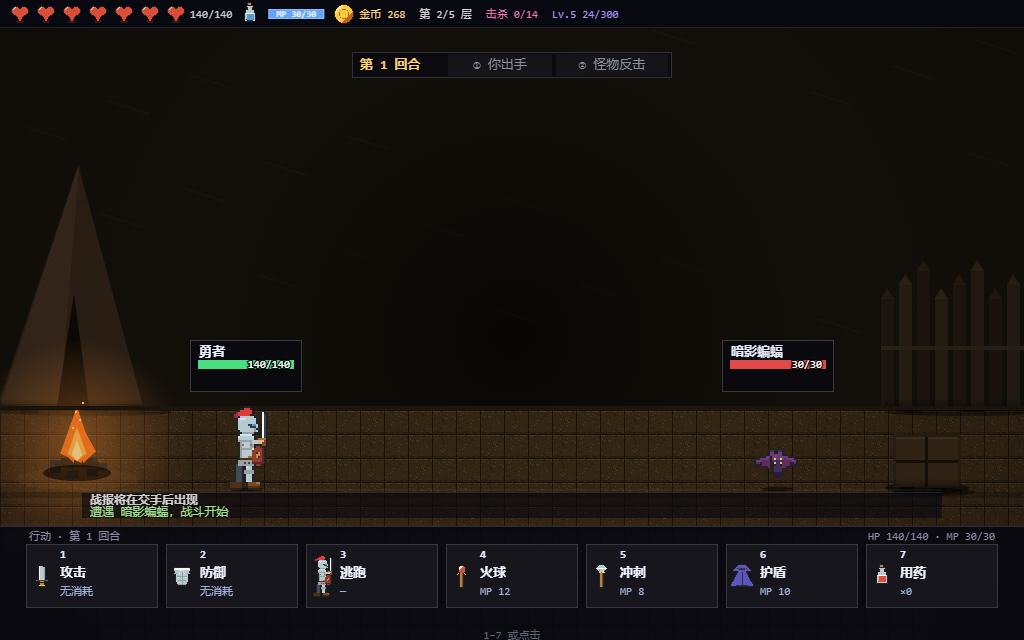 140/140 MP 30/30 金币 268 第 2/5 层 击杀 0/14 Lv.5 24/300
第 1 回合 ① 你出手 ② 怪物反击
勇者
140/140
暗影蝙蝠
30/30
战报将在交手后出现
遭遇 暗影蝙蝠, 战斗开始
行动 · 第 1 回合
HP 140/140 · MP 30/30
1
攻击
无消耗
2
防御
无消耗
3
逃跑
—
4
火球
MP 12
5
冲刺
MP 8
6
护盾
MP 10
7
用药
×0
1-7 或点击